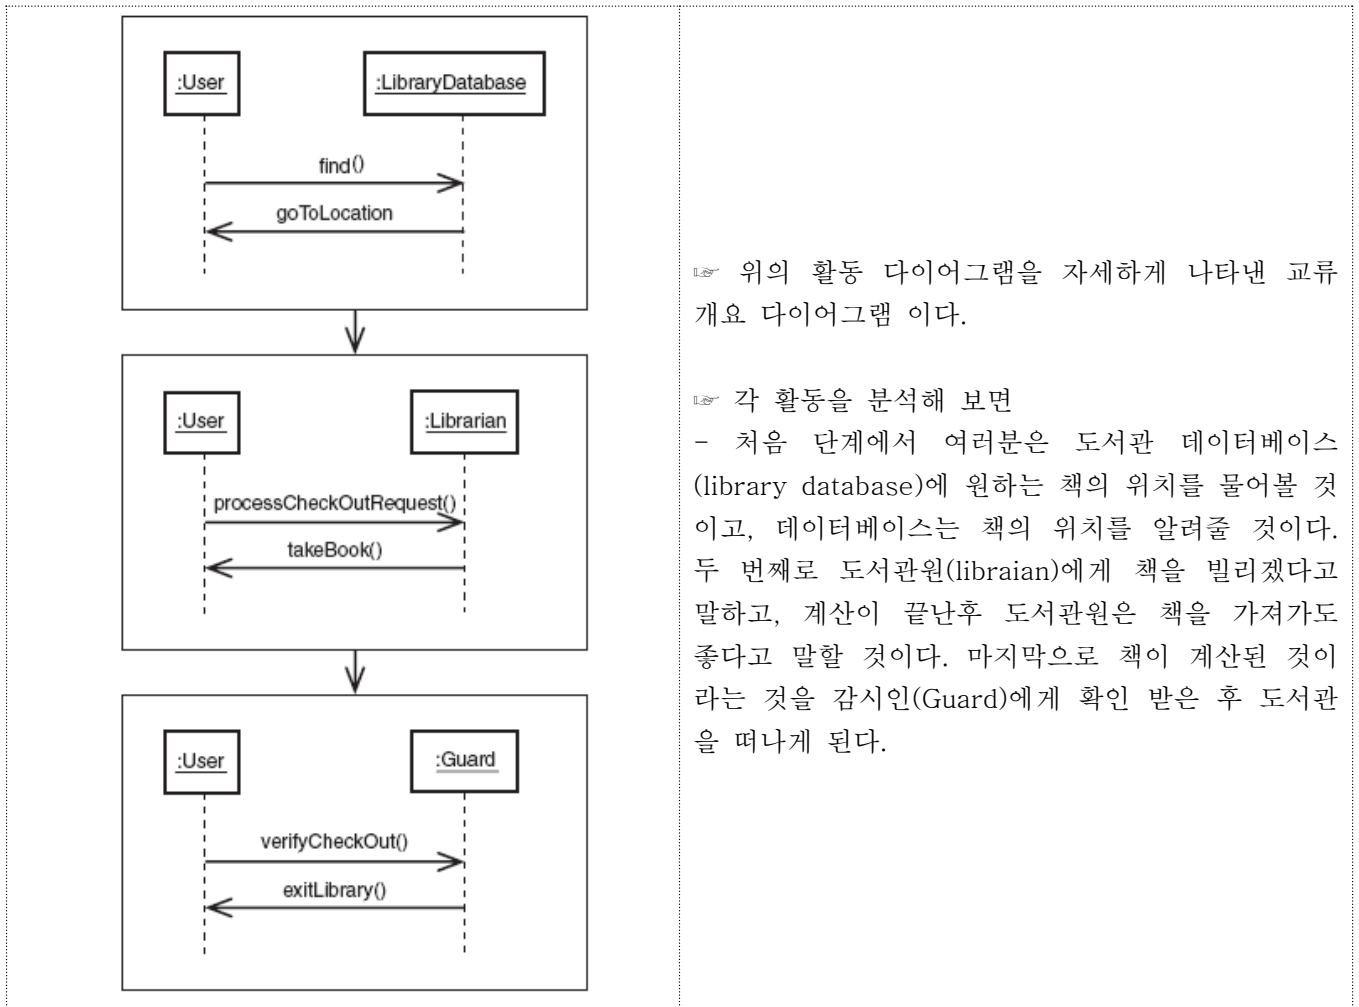 :User
:LibraryDatabase
find()
goToLocation
:User
:Librarian
processCheckOutRequest()
takeBook()
:User
:Guard
verifyCheckOut()
exitLibrary()
☞ 위의 활동 다이어그램을 자세하게 나타낸 교류
개요 다이어그램 이다.
☞ 각 활동을 분석해 보면
- 처음 단계에서 여러분은 도서관 데이터베이스
(library database)에 원하는 책의 위치를 물어볼 것
이고, 데이터베이스는 책의 위치를 알려줄 것이다.
두 번째로 도서관원(libraian)에게 책을 빌리겠다고
말하고, 계산이 끝난후 도서관원은 책을 가져가도
좋다고 말할 것이다. 마지막으로 책이 계산된 것이
라는 것을 감시인(Guard)에게 확인 받은 후 도서관
을 떠나게 된다.